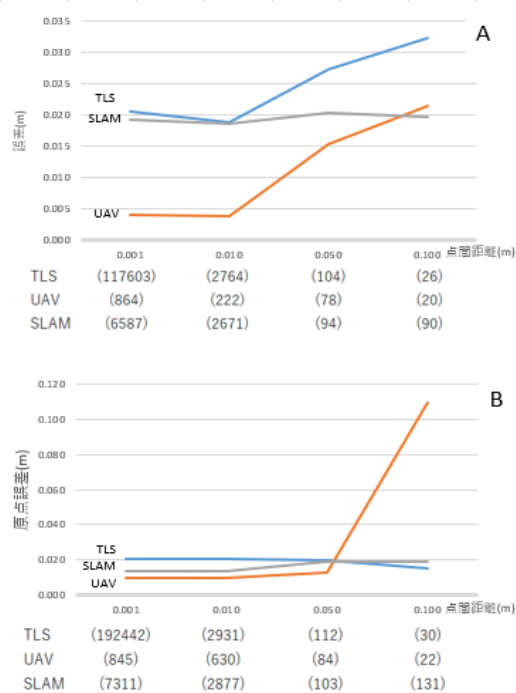 0.035
A
0.030
0.025
TLS
0.020
SLAM
誤差(m)
0.015
0.010
UAV
0.005
0.000
0.001 0.010 0.050 0.100 点間距離(m)
TLS (117603) (2764) (104) (26)
UAV (864) (222) (78) (20)
SLAM (6587) (2671) (94) (90)
0.120
B
0.100
0.080
原点誤差(m)
0.060
0.040
TLS
0.020
SLAM
UAV
0.000
0.001 0.010 0.050 0.100 点間距離(m)
TLS (192442) (2931) (112) (30)
UAV (845) (630) (84) (22)
SLAM (7311) (2877) (103) (131)